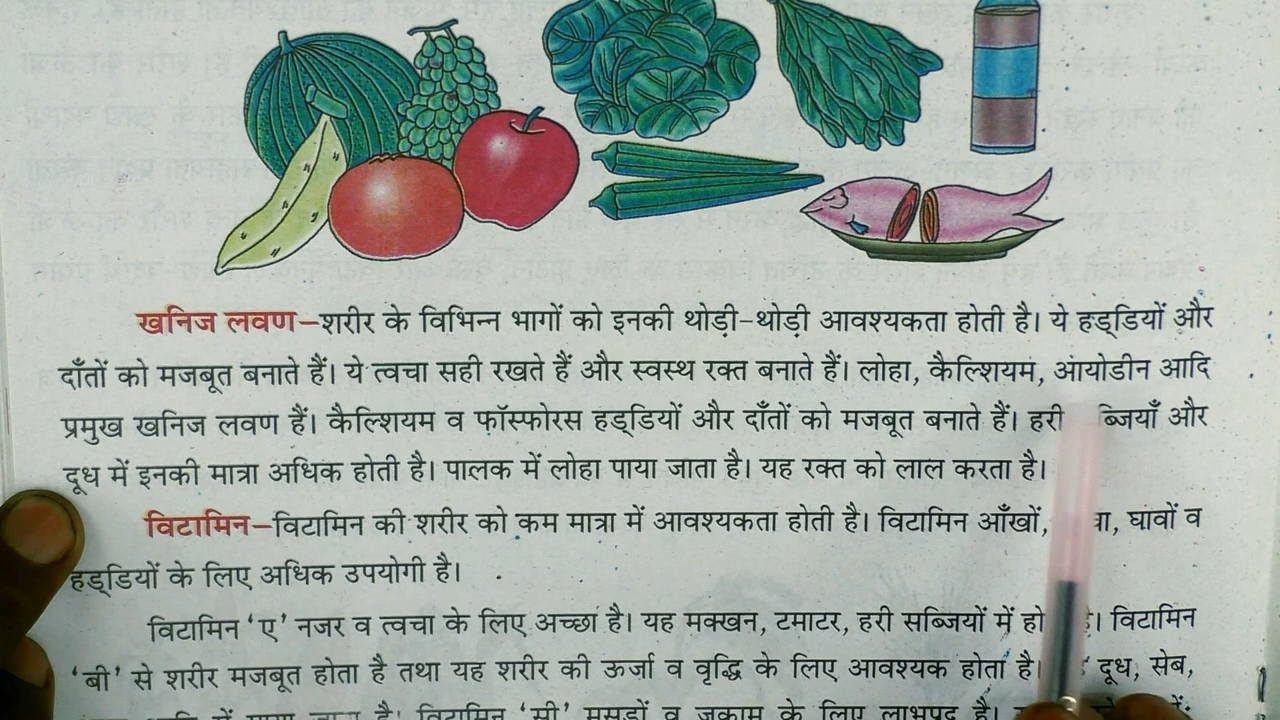 खनिज लवण–शरीर के विभिन्न भागों को इनकी थोड़ी-थोड़ी आवश्यकता होती है। ये हड्डियों और
दाँतों को मजबूत बनाते हैं। ये त्वचा सही रखते हैं और स्वस्थ रक्त बनाते हैं। लोहा, कैल्शियम, आयोडीन आदि
प्रमुख खनिज लवण हैं। कैल्शियम व फॉस्फोरस हड्डियों और दाँतों को मजबूत बनाते हैं। हरी और
दूध में इनकी मात्रा अधिक होती है। पालक में लोहा पाया जाता है। यह रक्त को लाल करता है।
विटामिन–विटामिन की शरीर को कम मात्रा में आवश्यकता होती है। विटामिन आँखों, घावों व
हड्डियों के लिए अधिक उपयोगी है।
विटामिन ‘ए’ नजर व त्वचा के लिए अच्छा है। यह मक्खन, टमाटर, हरी सब्जियों में विटामिन
‘बी’ से शरीर मजबूत होता है तथा यह शरीर की ऊर्जा व वृद्धि के लिए आवश्यक होता है। दूध, सेब,
विटामिन ‘सी’ मसूड़ों व जुकाम के लिए लाभप्रद है।